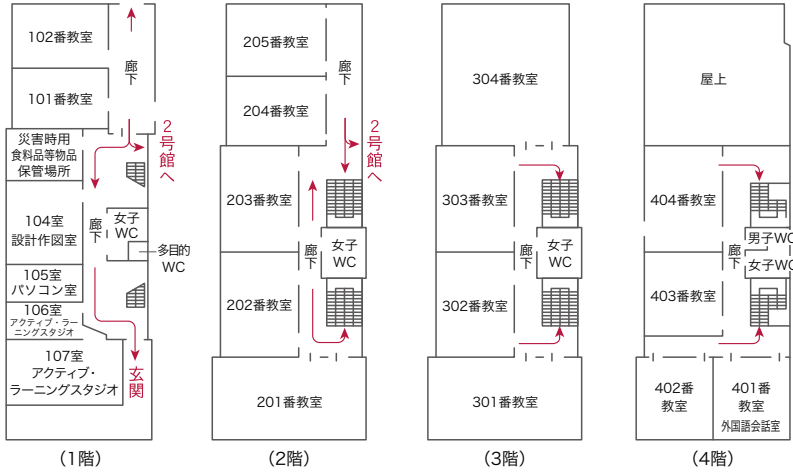 102番教室
廊下
101番教室
2号館へ
災害時用
食料品等物品
保管場所
104室
設計作図室
廊下
女子
WC
多目的
WC
105室
パソコン室
106室
アクティブ・ラー
ニングスタジオ
107室
アクティブ・
ラーニングスタジオ
玄関
（1階）
205番教室
廊下
204番教室
2号館へ
203番教室
廊下
女子
WC
202番教室
201番教室
（2階）
304番教室
303番教室
廊下
女子
WC
302番教室
301番教室
（3階）
屋上
404番教室
廊下
男子WC
女子WC
403番教室
402番
教室
401番
教室
外国語会話室
（4階）